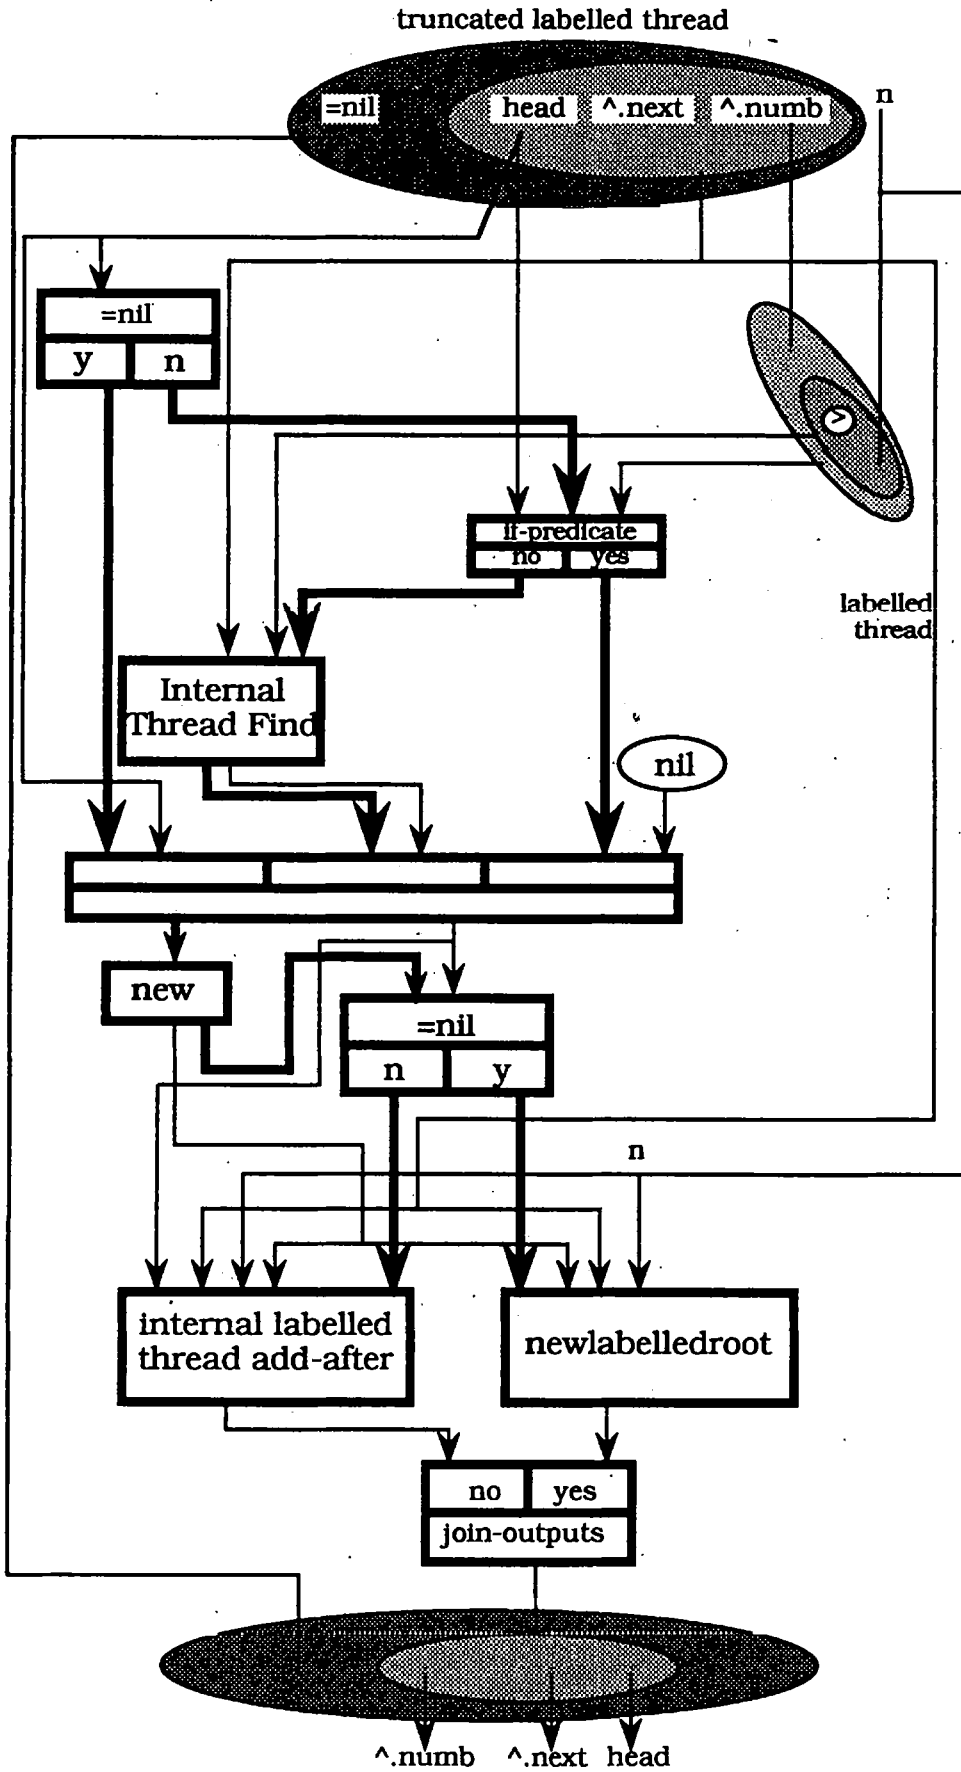 truncated labelled thread
=nil head ^.next ^.numb n
=nil
y n
>
if-predicate
no yes
labelled
thread
Internal
Thread Find
nil
new
=nil
n y
n
internal labelled
thread add-after
newlabelledroot
no yes
join-outputs
^.numb ^.next head